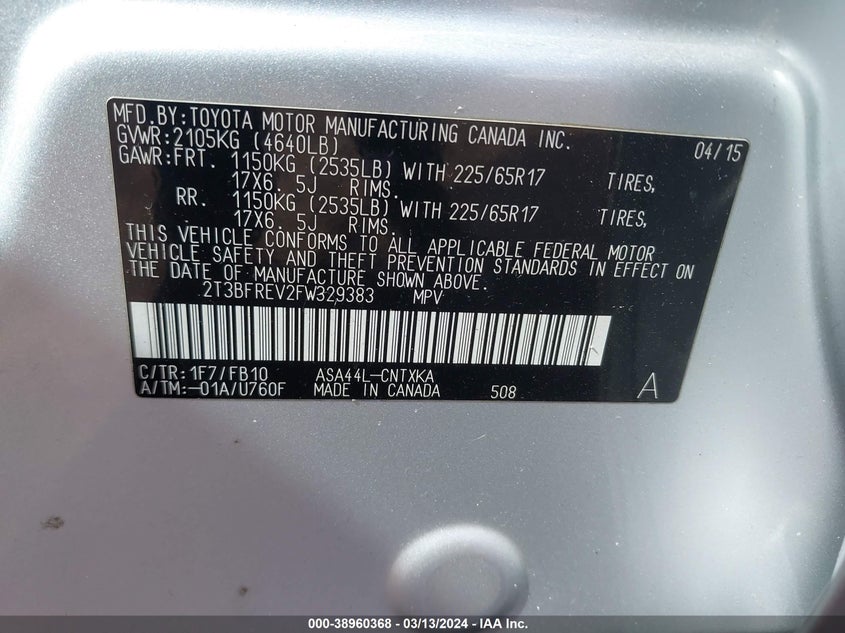 MFD.BY:TOYOTA MOTOR MANUFACTURING CANADA INC. 04/15
GVWR:2105KG (4640LB)
GAWR:FRT. 1150KG (2535LB) WITH 225/65R17 TIRES,
17X6. 5J RIMS.
RR. 1150KG (2535LB) WITH 225/65R17 TIRES,
17X6. 5J RIMS.
THIS VEHICLE CONFORMS TO ALL APPLICABLE FEDERAL MOTOR
VEHICLE SAFETY AND THEFT PREVENTION STANDARDS IN EFFECT ON
THE DATE OF MANUFACTURE SHOWN ABOVE.
2T3BFREV2FW329383 MPV
C/TR:1F7/FB10 ASA44L-CNTXKA
A/TM:-01A/U760F MADE IN CANADA 508 A
000-38960368 - 03/13/2024 - IAA Inc.